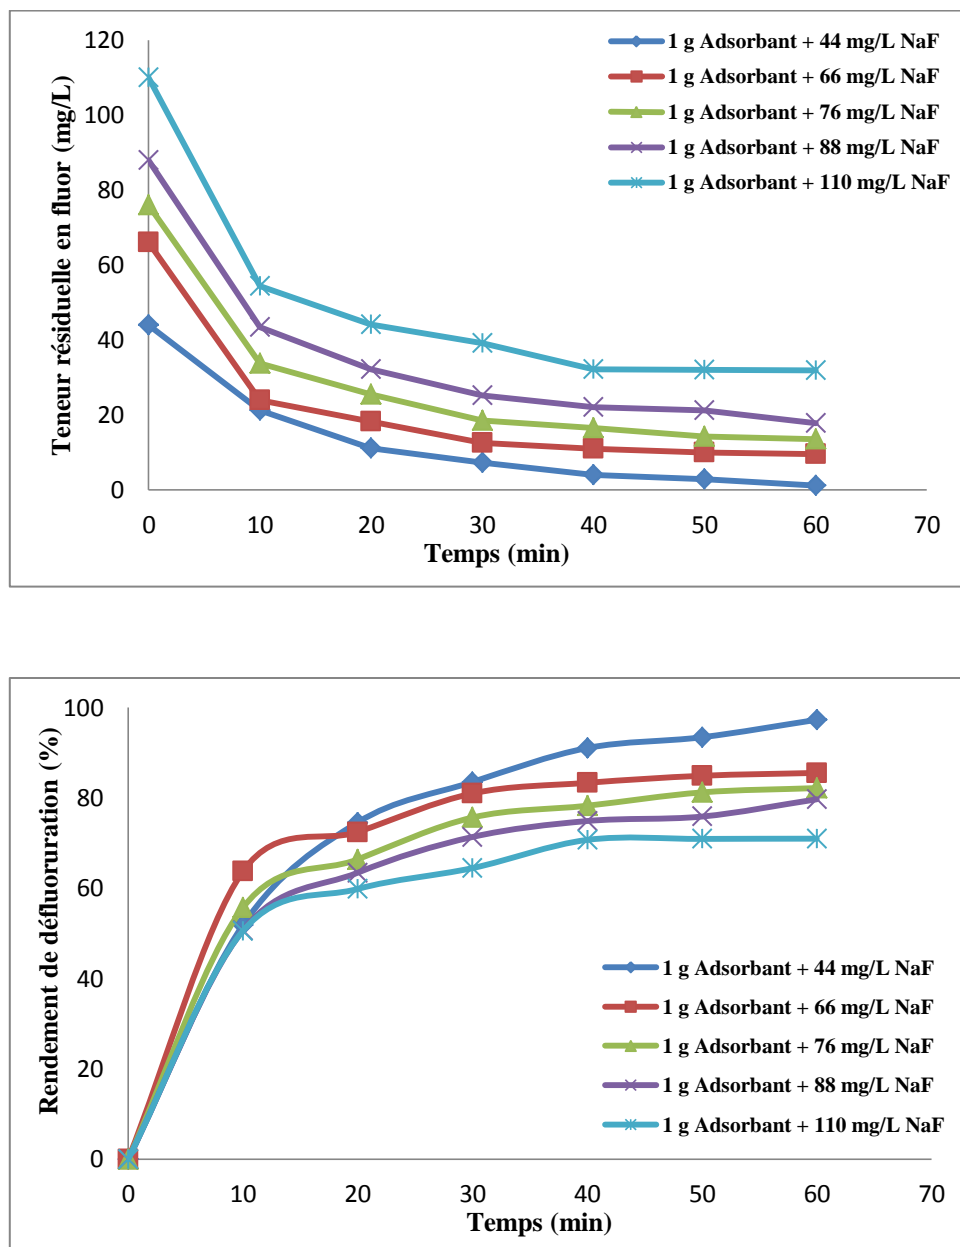 120
100
80
60
40
20
0
Teneur résiduelle en fluor (mg/L)
1 g Adsorbant + 44 mg/L NaF
1 g Adsorbant + 66 mg/L NaF
1 g Adsorbant + 76 mg/L NaF
1 g Adsorbant + 88 mg/L NaF
1 g Adsorbant + 110 mg/L NaF
0 10 20 30 40 50 60 70
Temps (min)
100
80
60
40
20
0
Rendement de défluoruration (%)
1 g Adsorbant + 44 mg/L NaF
1 g Adsorbant + 66 mg/L NaF
1 g Adsorbant + 76 mg/L NaF
1 g Adsorbant + 88 mg/L NaF
1 g Adsorbant + 110 mg/L NaF
0 10 20 30 40 50 60 70
Temps (min)